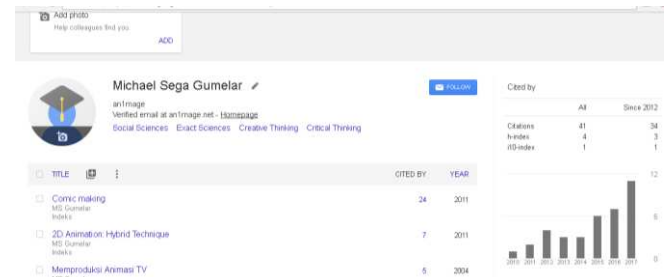 Add photo
Help colleagues find you
ADD
Michael Sega Gumelar
an1mage
Verified email at an1mage.net - Homepage
Social Sciences Exact Sciences Creative Thinking Critical Thinking
FOLLOW
TITLE CITED BY YEAR
Comic making 24 2011
MS Gumelar
Indeks
2D Animation: Hybrid Technique 7 2011
MS Gumelar
Indeks
Memproduksi Animasi TV 5 2004
Cited by
All Since 2012
Citations 41 34
h-index 4 3
i10-index 1 1
12
6
0
2010 2011 2012 2013 2014 2015 2016 2017